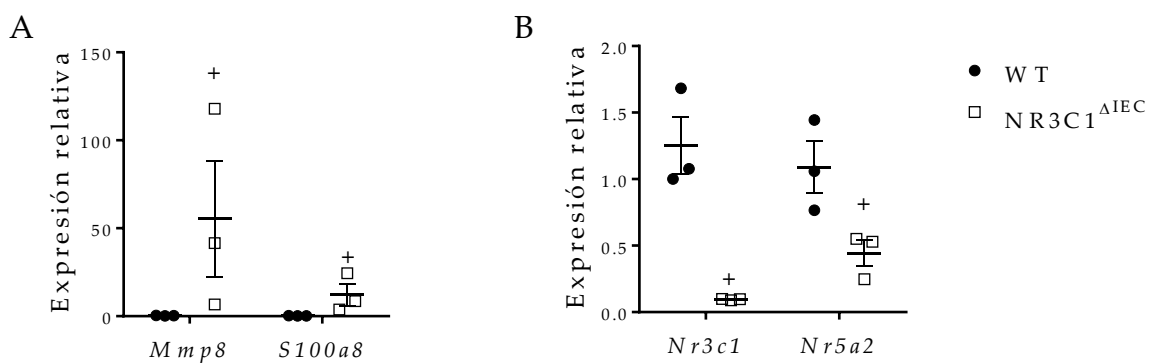 A
Expresión relativa
150
100
50
0
+
+
Mmp8
S100a8
B
Expresión relativa
2.0
1.5
1.0
0.5
0.0
+
+
Nr3c1
Nr5a2
WT
NR3C1ΔIEC